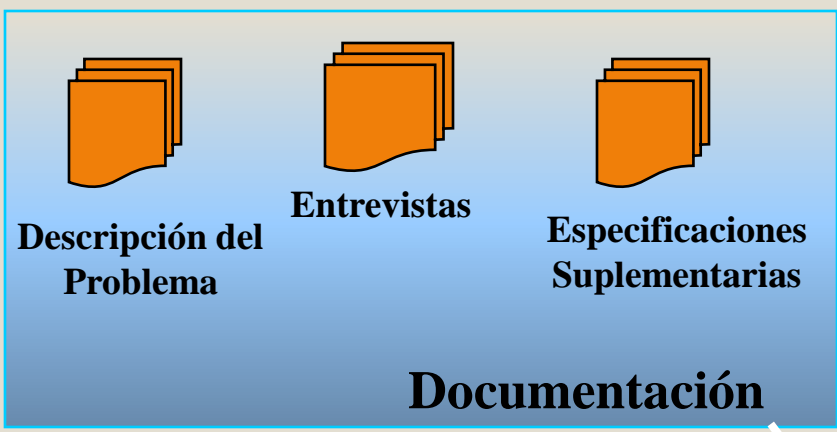 Descripción del
Problema
Entrevistas
Especificaciones
Suplementarias
Documentación